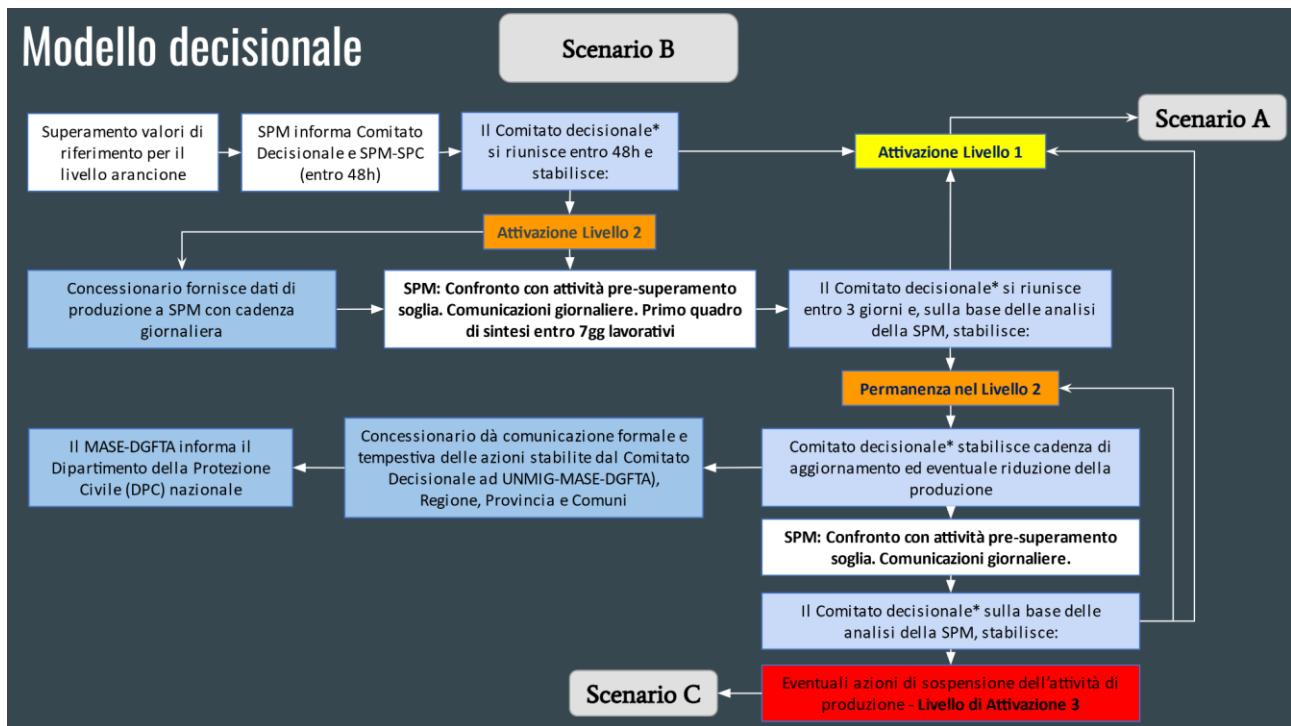 Modello decisionale
Scenario B
Scenario A
Superamento valori di
riferimento per il
livello arancione
SPM informa Comitato
Decisionale e SPM-SPC
(entro 48h)
Il Comitato decisionale*
si riunisce entro 48h e
stabilisce:
Attivazione Livello 1
Attivazione Livello 2
Concessionario fornisce dati di
produzione a SPM con cadenza
giornaliera
SPM: Confronto con attività pre-superamento
soglia. Comunicazioni giornaliere. Primo quadro
di sintesi entro 7gg lavorativi
Il Comitato decisionale* si riunisce
entro 3 giorni e, sulla base delle analisi
della SPM, stabilisce:
Permanenza nel Livello 2
Il MASE-DGFTA informa il
Dipartimento della Protezione
Civile (DPC) nazionale
Concessionario dà comunicazione formale e
tempestiva delle azioni stabilite dal Comitato
Decisionale ad UNMIG-MASE-DGFTA),
Regione, Provincia e Comuni
Comitato decisionale* stabilisce cadenza di
aggiornamento ed eventuale riduzione della
produzione
SPM: Confronto con attività pre-superamento
soglia. Comunicazioni giornaliere.
Il Comitato decisionale* sulla base delle
analisi della SPM, stabilisce:
Scenario C
Eventuali azioni di sospensione dell'attività di
produzione - Livello di Attivazione 3